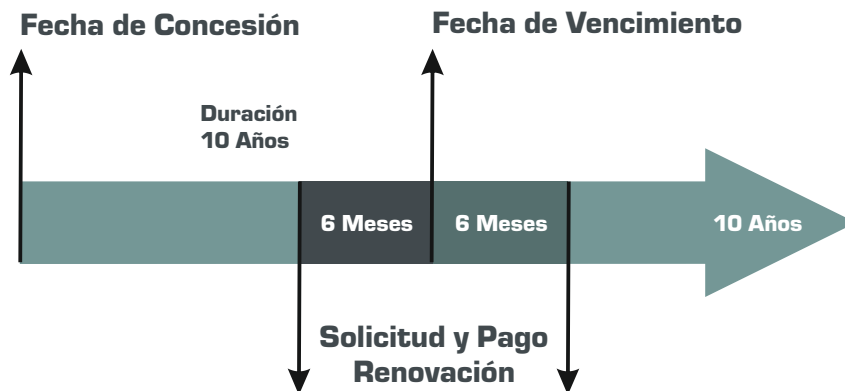 Fecha de Concesión
Fecha de Vencimiento
Duración
10 Años
6 Meses
6 Meses
10 Años
Solicitud y Pago
Renovación